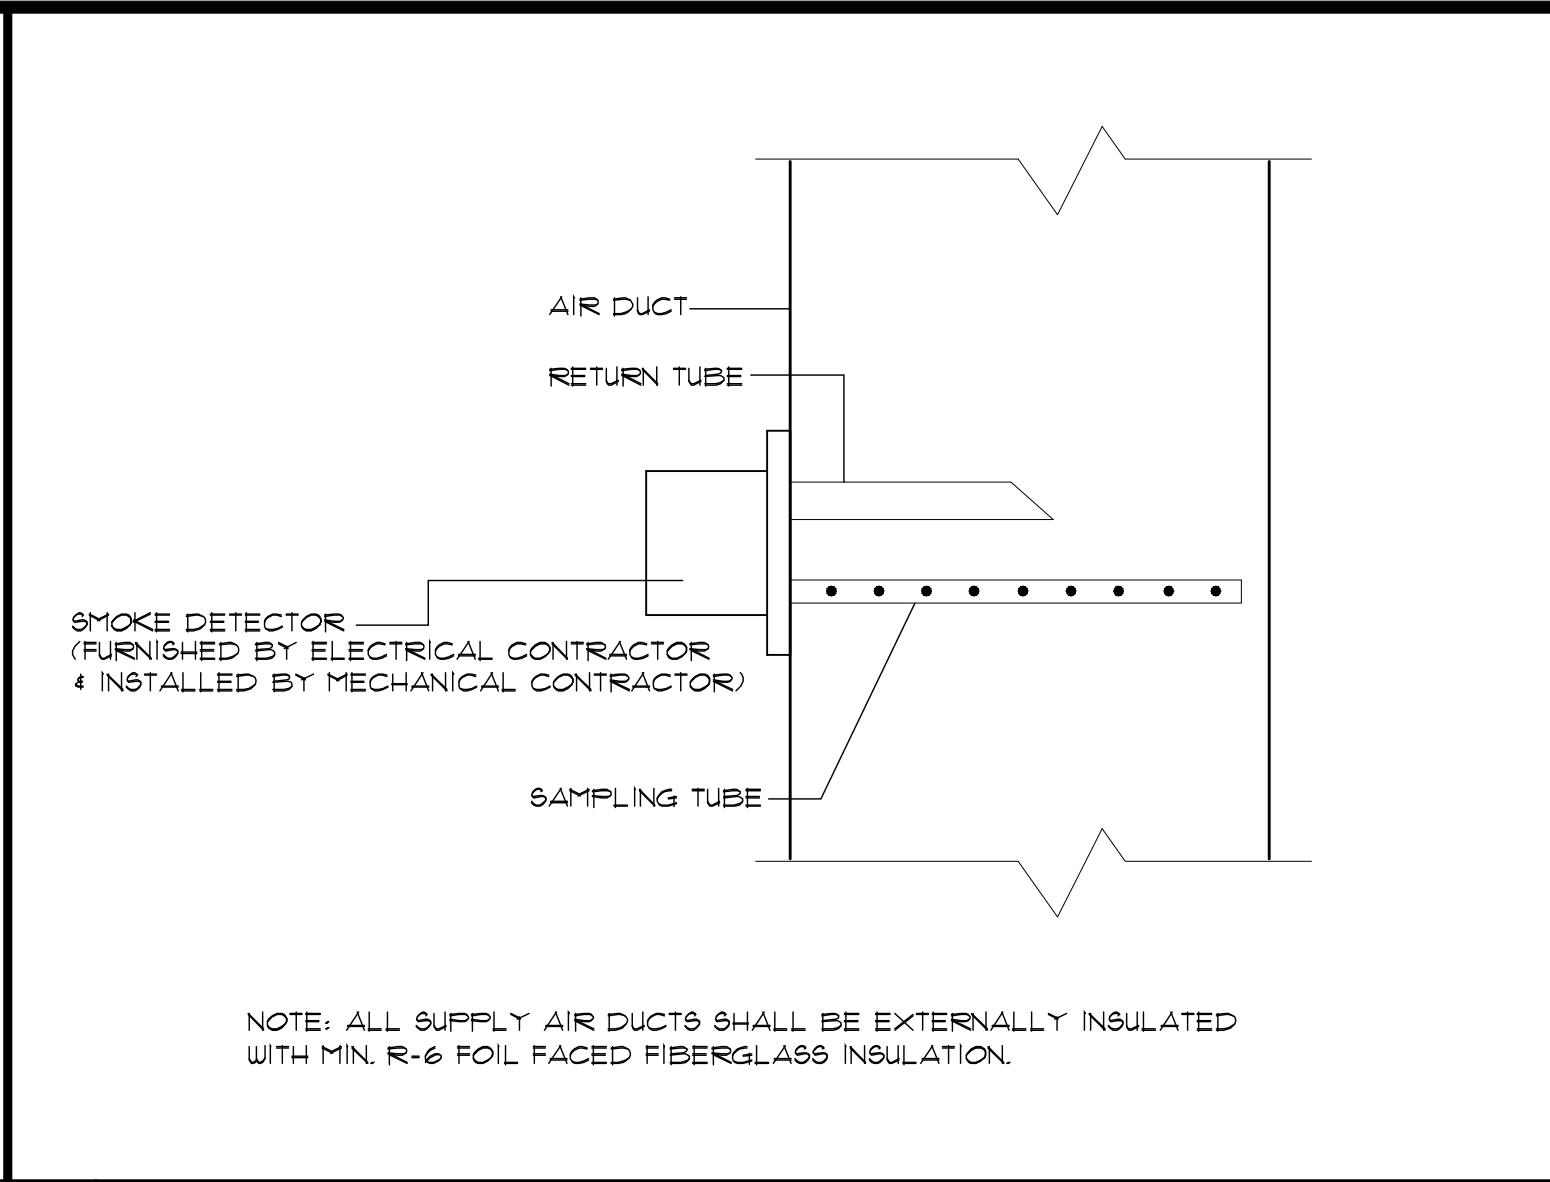 AIR DUCT
RETURN TUBE
SMOKE DETECTOR
(FURNISHED BY ELECTRICAL CONTRACTOR
& INSTALLED BY MECHANICAL CONTRACTOR)
SAMPLING TUBE
NOTE: ALL SUPPLY AIR DUCTS SHALL BE EXTERNALLY INSULATED
WITH MIN. R-6 FOIL FACED FIBERGLASS INSULATION.